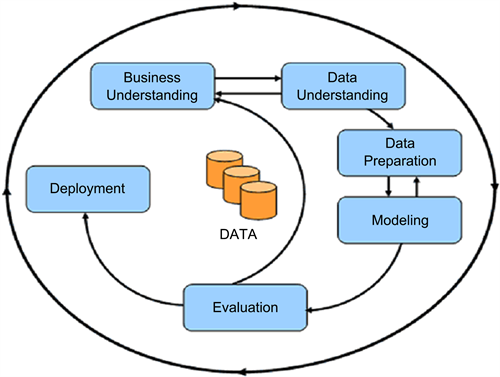 Business
Understanding
Data
Understanding
Data
Preparation
Deployment
Modeling
DATA
Evaluation